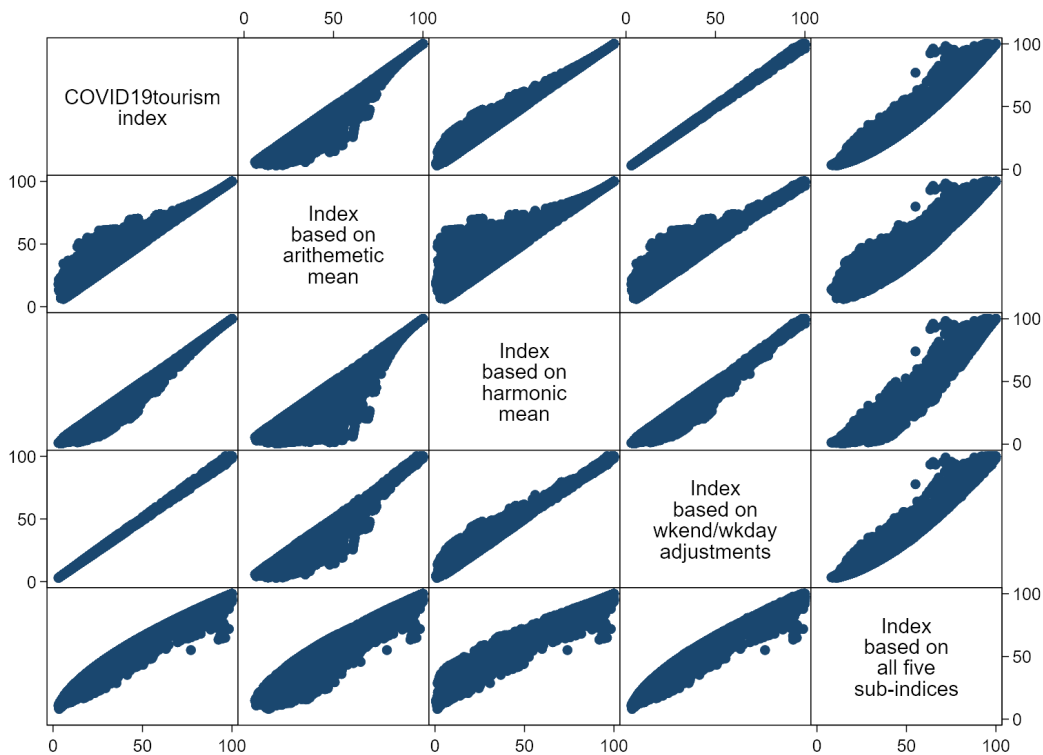 0 50 100 0 50 100
COVID19tourism
index
100
50
0
100
50
0
Index
based on
arithemetic
mean
Index
based on
harmonic
mean
100
50
0
100
50
0
Index
based on
wkend/wkday
adjustments
Index
based on
all five
sub-indices
100
50
0
0 50 100 0 50 100 0 50 100